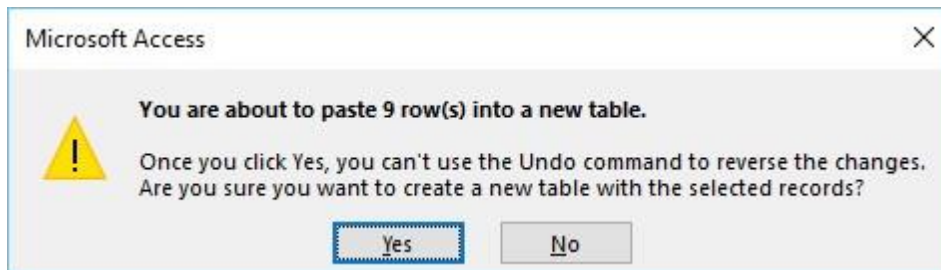 Microsoft Access
You are about to paste 9 row(s) into a new table.
Once you click Yes, you can't use the Undo command to reverse the changes.
Are you sure you want to create a new table with the selected records?
Yes No